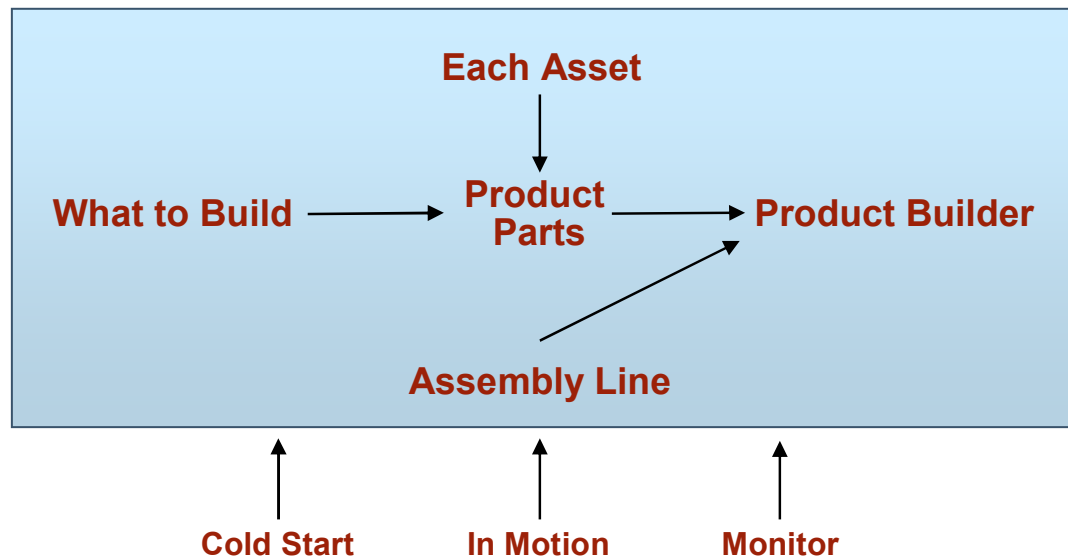 Each Asset
What to Build
Product
Parts
Product Builder
Assembly Line
Cold Start
In Motion
Monitor